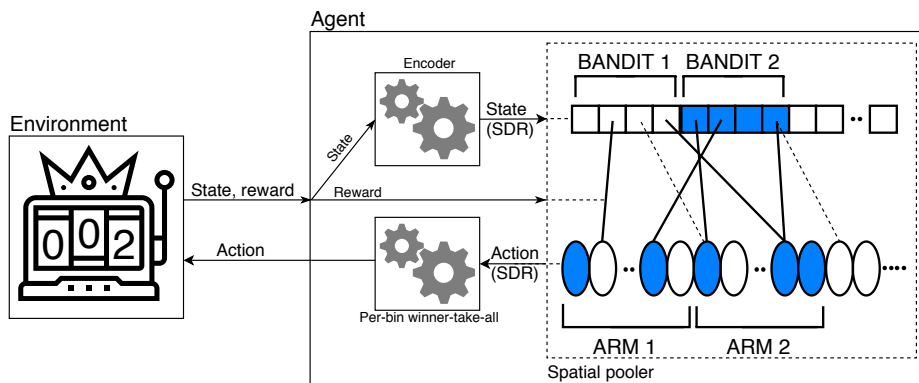 Agent
Encoder
BANDIT 1
BANDIT 2
State
(SDR)
Environment
State
State, reward
Reward
002
Action
Action
(SDR)
Per-bin winner-take-all
ARM 1
ARM 2
Spatial pooler